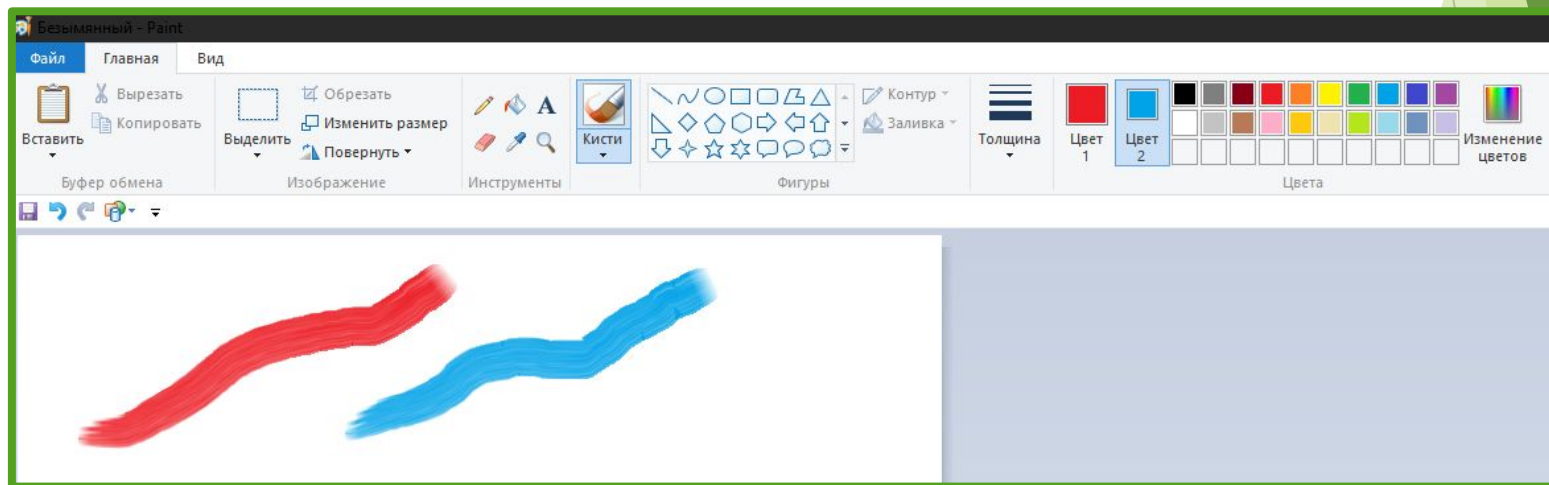 Безымянный - Paint
Файл Главная Вид
Вставить
Вырезать
Копировать
Буфер обмена
Выделить
Обрезать
Изменить размер
Повернуть
Изображение
A
Инструменты
Кисти
Контур
Заливка
Фигуры
Толщина
Цвет
1
Цвет
2
Изменение
цветов
Цвета